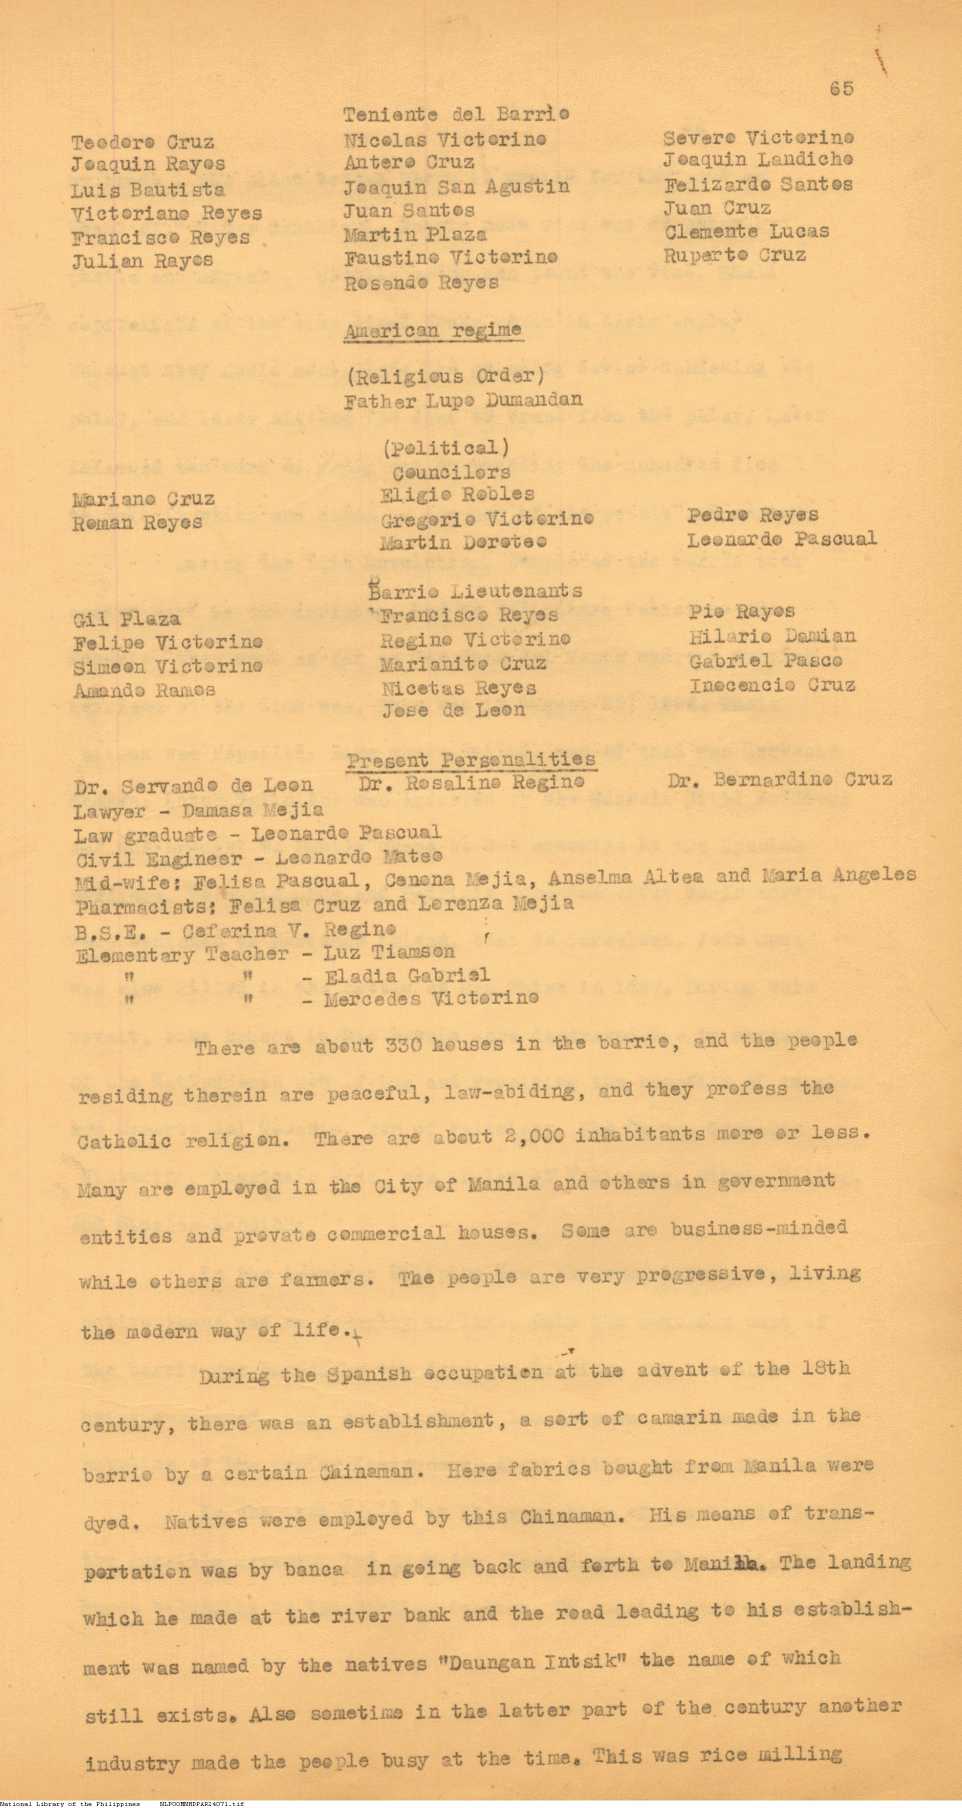 65
Teniente del Barrio
Teodoro Cruz Nicolas Victorino Severo Victorino
Joaquin Rayos Antero Cruz Joaquin Landicho
Luis Bautista Joaquin San Agustin Felizardo Santos
Victoriano Reyes Juan Santos Juan Cruz
Francisco Reyes Martin Plaza Clemente Lucas
Julian Rayos Faustino Victorino Ruperto Cruz
Rosendo Reyes
American regime
(Religious Order)
Father Lupo Dumandan
(Political)
Councilors
Mariano Cruz Eligio Robles
Roman Reyes Gregorio Victorino Pedro Reyes
Martin Doroteo Leonardo Pascual
Barrio Lieutenants
Gil Plaza Francisco Reyes Pio Rayos
Felipe Victorino Regino Victorino Hilario Damian
Simeon Victorino Marianito Cruz Gabriel Pasco
Amando Ramos Nicetas Reyes Inocencio Cruz
Jose de Leon
Present Personalities
Dr. Servando de Leon Dr. Rosalino Regino Dr. Bernardino Cruz
Lawyer - Damasa Mejia
Law graduate - Leonardo Pascual
Civil Engineer - Leonardo Mateo
Mid-wife: Felisa Pascual, Cenona Mejia, Anselma Altea and Maria Angeles
Pharmacists: Felisa Cruz and Lorenza Mejia
B.S.E. - Ceferina V. Regino
Elementary Teacher - Luz Tiamson
" " - Eladia Gabriel
" " - Mercedes Victorino
There are about 330 houses in the barrio, and the people
residing therein are peaceful, law-abiding, and they profess the
Catholic religion. There are about 2,000 inhabitants more or less.
Many are employed in the City of Manila and others in government
entities and provate commercial houses. Some are business-minded
while others are farmers. The people are very progressive, living
the modern way of life.
During the Spanish occupation at the advent of the 18th
century, there was an establishment, a sort of camarin made in the
barrio by a certain Chinaman. Here fabrics bought from Manila were
dyed. Natives were employed by this Chinaman. His means of trans-
portation was by banca in going back and forth to Manila. The landing
which he made at the river bank and the road leading to his establish-
ment was named by the natives "Daungan Intsik" the name of which
still exists. Also sometime in the latter part of the century another
industry made the people busy at the time. This was rice milling
National Library of the Philippines NLPOOMNHDPAR24071.tif